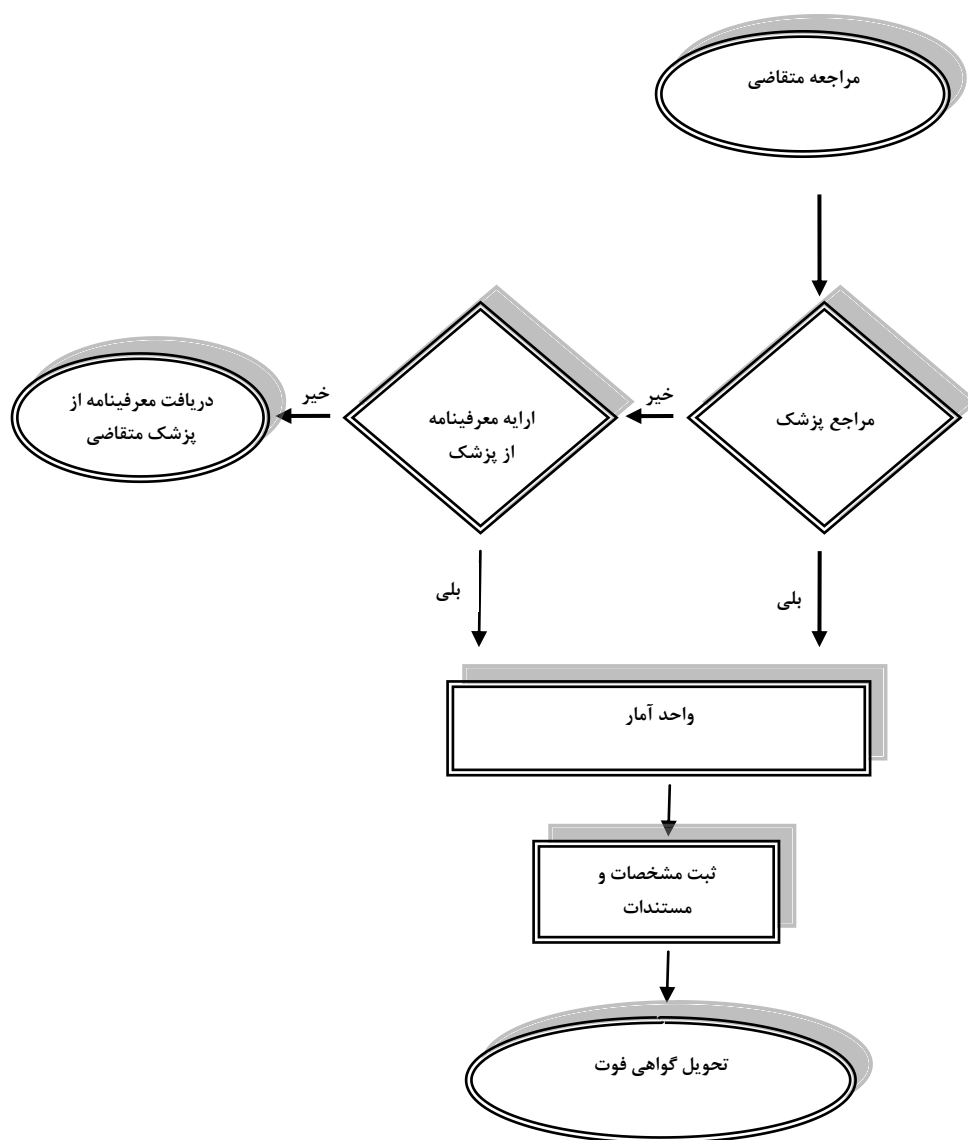 مراجعه متقاضی
مراجع پزشک
خیر
ارایه معرفینامه
از پزشک
خیر
دریافت معرفینامه از
پزشک متقاضی
بلی
بلی
واحد آمار
ثبت مشخصات و
مستندات
تحویل گواهی فوت